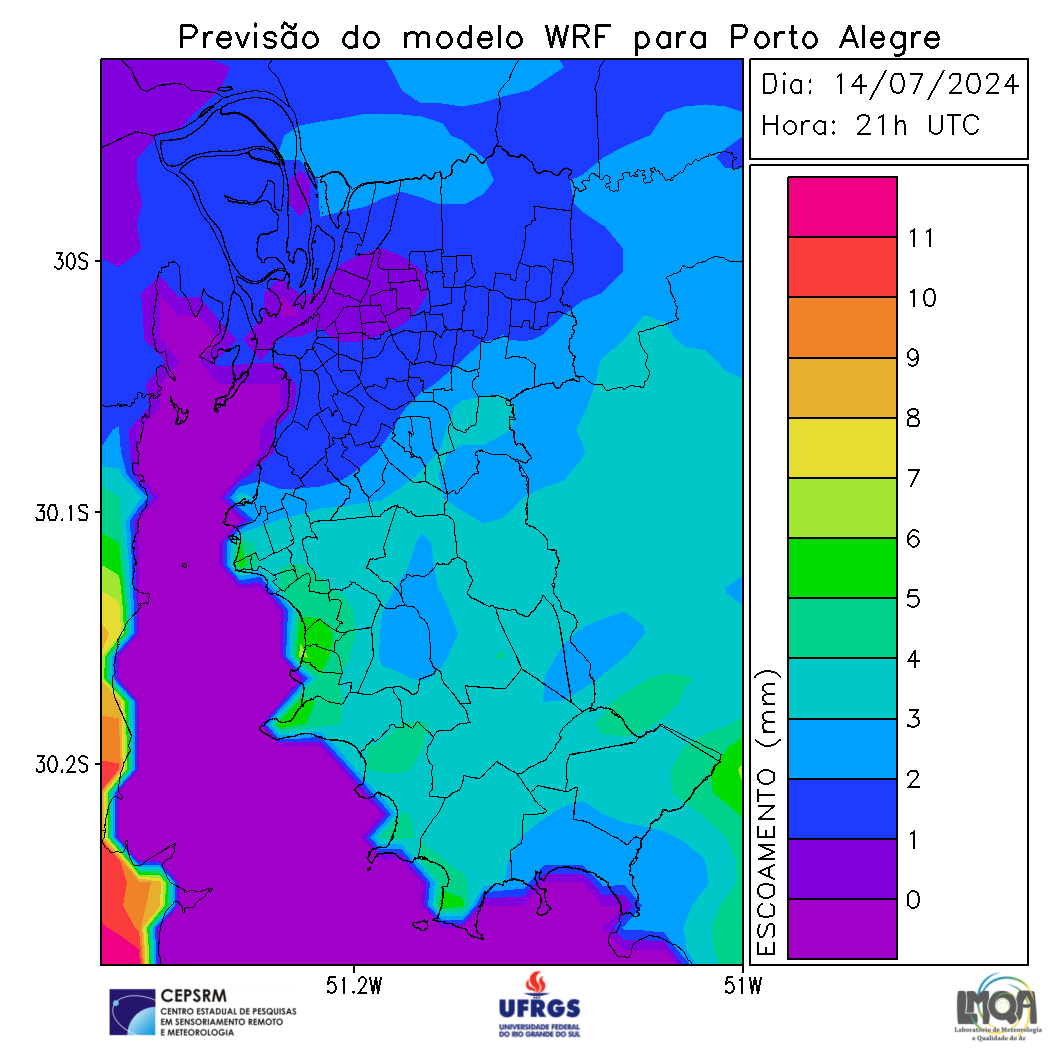 Previsão do modelo WRF para Porto Alegre
Dia: 14/07/2024
Hora: 21h UTC
11
10
9
8
7
6
5
4
3
2
1
0
ESCOAMENTO (mm)
30S
30.1S
30.2S
51.2W
51W
CEPSRM
CENTRO ESTADUAL DE PESQUISAS
EM SENSORIAMENTO REMOTO
E METEOROLOGIA
UFRGS
UNIVERSIDADE FEDERAL
DO RIO GRANDE DO SUL
LMQA
Laboratório de Meteorologia
e Qualidade do Ar